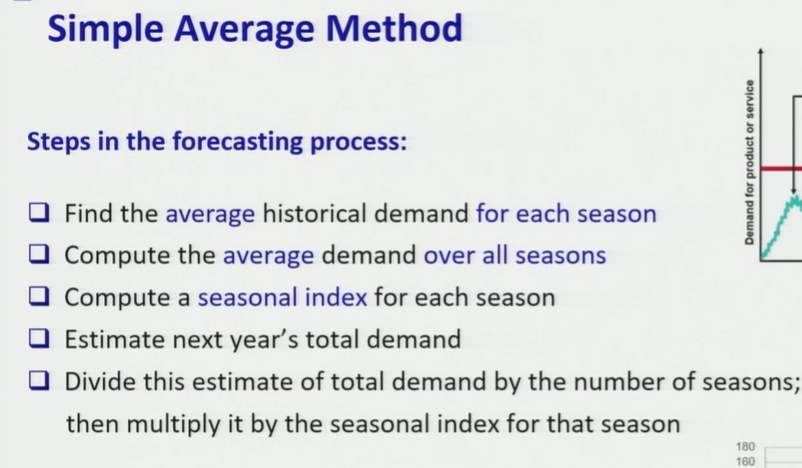 Simple Average Method
Steps in the forecasting process:
Find the average historical demand for each season
Compute the average demand over all seasons
Compute a seasonal index for each season
Estimate next year's total demand
Divide this estimate of total demand by the number of seasons;
then multiply it by the seasonal index for that season
Demand for product or service
180
160